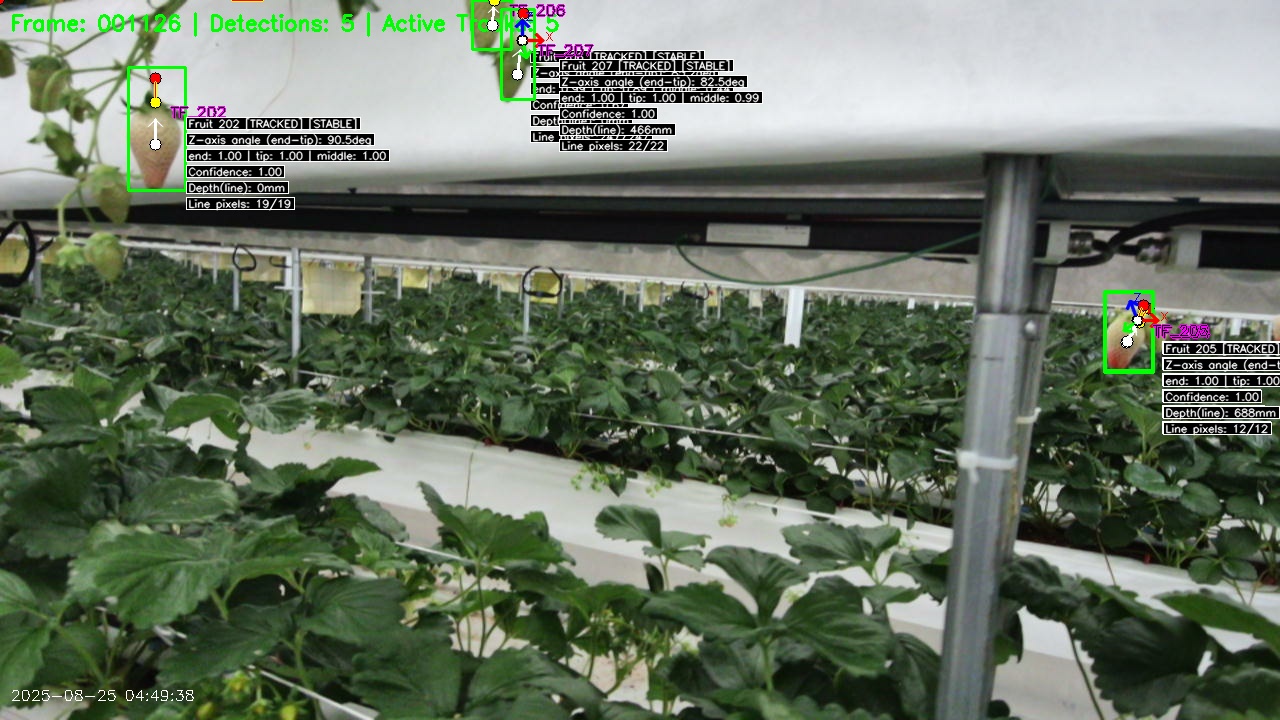 Frame: 001126 | Detections: 5 | Active Tracks: 5
TF_206
TF_207
Fruit 207 [TRACKED] [STABLE]
Z-axis angle (end-tip): 82.5deg
end: 1.00 | tip: 1.00 | middle: 0.99
Confidence: 1.00
Depth(line): 466mm
Line pixels: 22/22
TF_202
Fruit 202 [TRACKED] [STABLE]
Z-axis angle (end-tip): 90.5deg
end: 1.00 | tip: 1.00 | middle: 1.00
Confidence: 1.00
Depth(line): 0mm
Line pixels: 19/19
TF_205
Fruit 205 [TRACKED]
Z-axis angle (end-t
end: 1.00 | tip: 1.00
Confidence: 1.00
Depth(line): 688mm
Line pixels: 12/12
2025-08-25 04:49:38